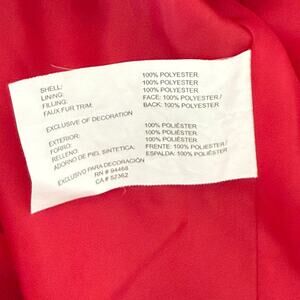 SHELL: 100% POLYESTER
LINING: 100% POLYESTER
FILLING: 100% POLYESTER
FAUX FUR TRIM: FACE: 100% POLYESTER /
BACK: 100% POLYESTER
EXCLUSIVE OF DECORATION
EXTERIOR: 100% POLIÉSTER
FORRO: 100% POLIÉSTER
RELLENO: 100% POLIÉSTER
ADORNO DE PIEL SINTETICA: FRENTE: 100% POLIÉSTER /
ESPALDA: 100% POLIÉSTER
EXCLUSIVO PARA DECORACIÓN
RN # 94466
CA # 52362